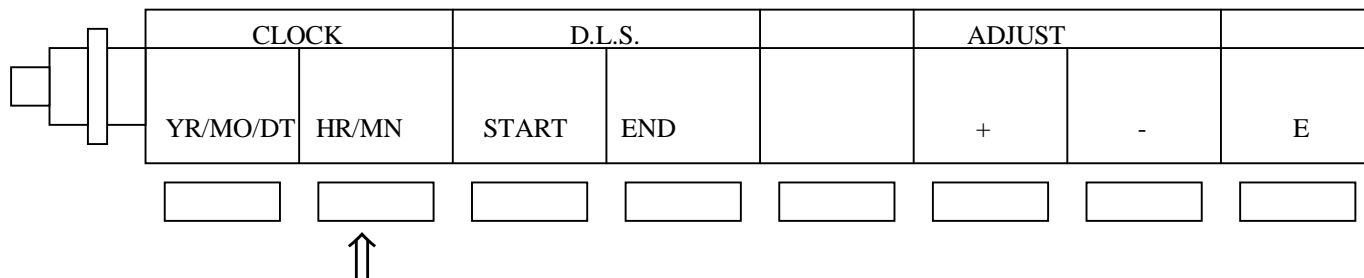 CLOCK D.L.S. ADJUST
YR/MO/DT HR/MN START END + - E